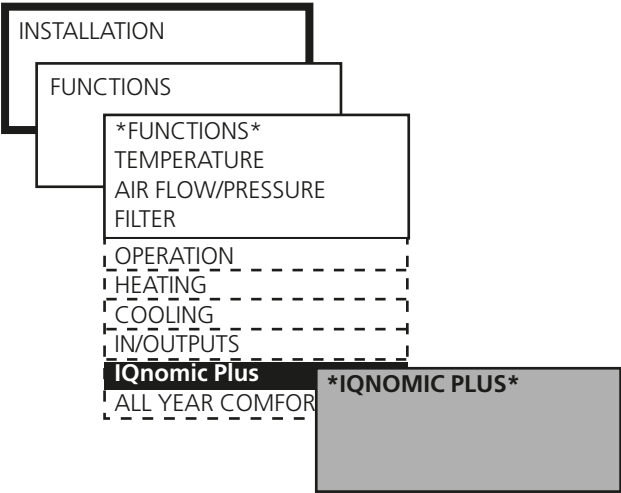 INSTALLATION
FUNCTIONS
*FUNCTIONS*
TEMPERATURE
AIR FLOW/PRESSURE
FILTER
OPERATION
HEATING
COOLING
IN/OUTPUTS
IQnomic Plus
*IQNOMIC PLUS*
ALL YEAR COMFOR